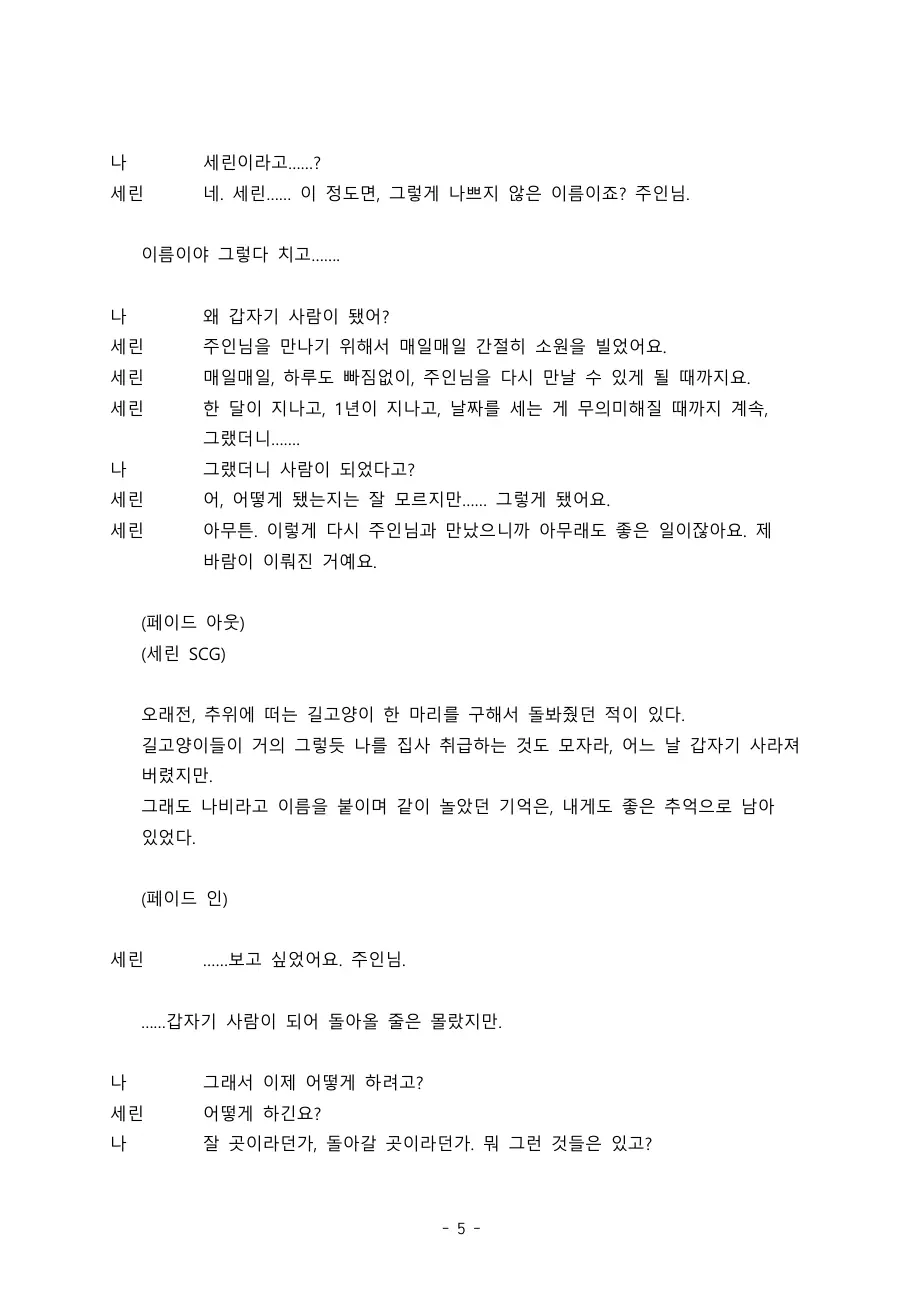 나 세린이라고……?
세린 네. 세린…… 이 정도면, 그렇게 나쁘지 않은 이름이죠? 주인님.
이름이야 그렇다 치고…….
나 왜 갑자기 사람이 됐어?
세린 주인님을 만나기 위해서 매일매일 간절히 소원을 빌었어요.
세린 매일매일, 하루도 빠짐없이, 주인님을 다시 만날 수 있게 될 때까지요.
세린 한 달이 지나고, 1년이 지나고, 날짜를 세는 게 무의미해질 때까지 계속,
그랬더니…….
나 그랬더니 사람이 되었다고?
세린 어, 어떻게 됐는지는 잘 모르지만…… 그렇게 됐어요.
세린 아무튼. 이렇게 다시 주인님과 만났으니까 아무래도 좋은 일이잖아요. 제
바람이 이뤄진 거예요.
(페이드 아웃)
(세린 SCG)
오래전, 추위에 떠는 길고양이 한 마리를 구해서 돌봐줬던 적이 있다.
길고양이들이 거의 그렇듯 나를 집사 취급하는 것도 모자라, 어느 날 갑자기 사라져
버렸지만.
그래도 나비라고 이름을 붙이며 같이 놀았던 기억은, 내게도 좋은 추억으로 남아
있었다.
(페이드 인)
세린 ……보고 싶었어요. 주인님.
……갑자기 사람이 되어 돌아올 줄은 몰랐지만.
나 그래서 이제 어떻게 하려고?
세린 어떻게 하긴요?
나 잘 곳이라던가, 돌아갈 곳이라던가. 뭐 그런 것들은 있고?
- 5 -